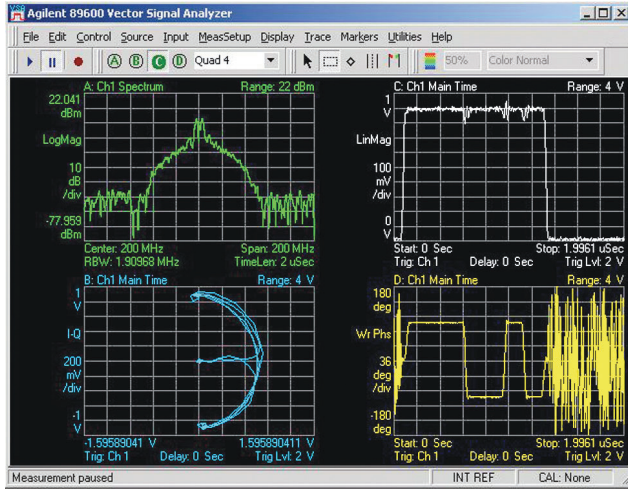 Agilent 89600 Vector Signal Analyzer
File Edit Control Source Input MeasSetup Display Trace Markers Utilities Help
A B C D Quad 4 50% Color Normal
A: Ch1 Spectrum Range: 22 dBm
22.041
dBm
LogMag
10
dB
/div
-77.959
dBm
Center: 200 MHz Span: 200 MHz
RBW: 1.90968 MHz TimeLen: 2 uSec
C: Ch1 Main Time Range: 4 V
1
V
LinMag
100
mV
/div
0
V
Start: 0 Sec Stop: 1.9961 uSec
Trig: Ch1 Delay: 0 Sec Trig Lvl: 2 V
B: Ch1 Main Time Range: 4 V
1
V
I-Q
200
mV
/div
-1
V
-1.59589041 V 1.595890411 V
Trig: Ch 1 Delay: 0 Sec Trig Lvl: 2 V
D: Ch1 Main Time Range: 4 V
180
deg
Wr Phs
36
deg
/div
-180
deg
Start: 0 Sec Stop: 1.9961 uSec
Trig: Ch 1 Delay: 0 Sec Trig Lvl: 2 V
Measurement paused INT REF CAL: None